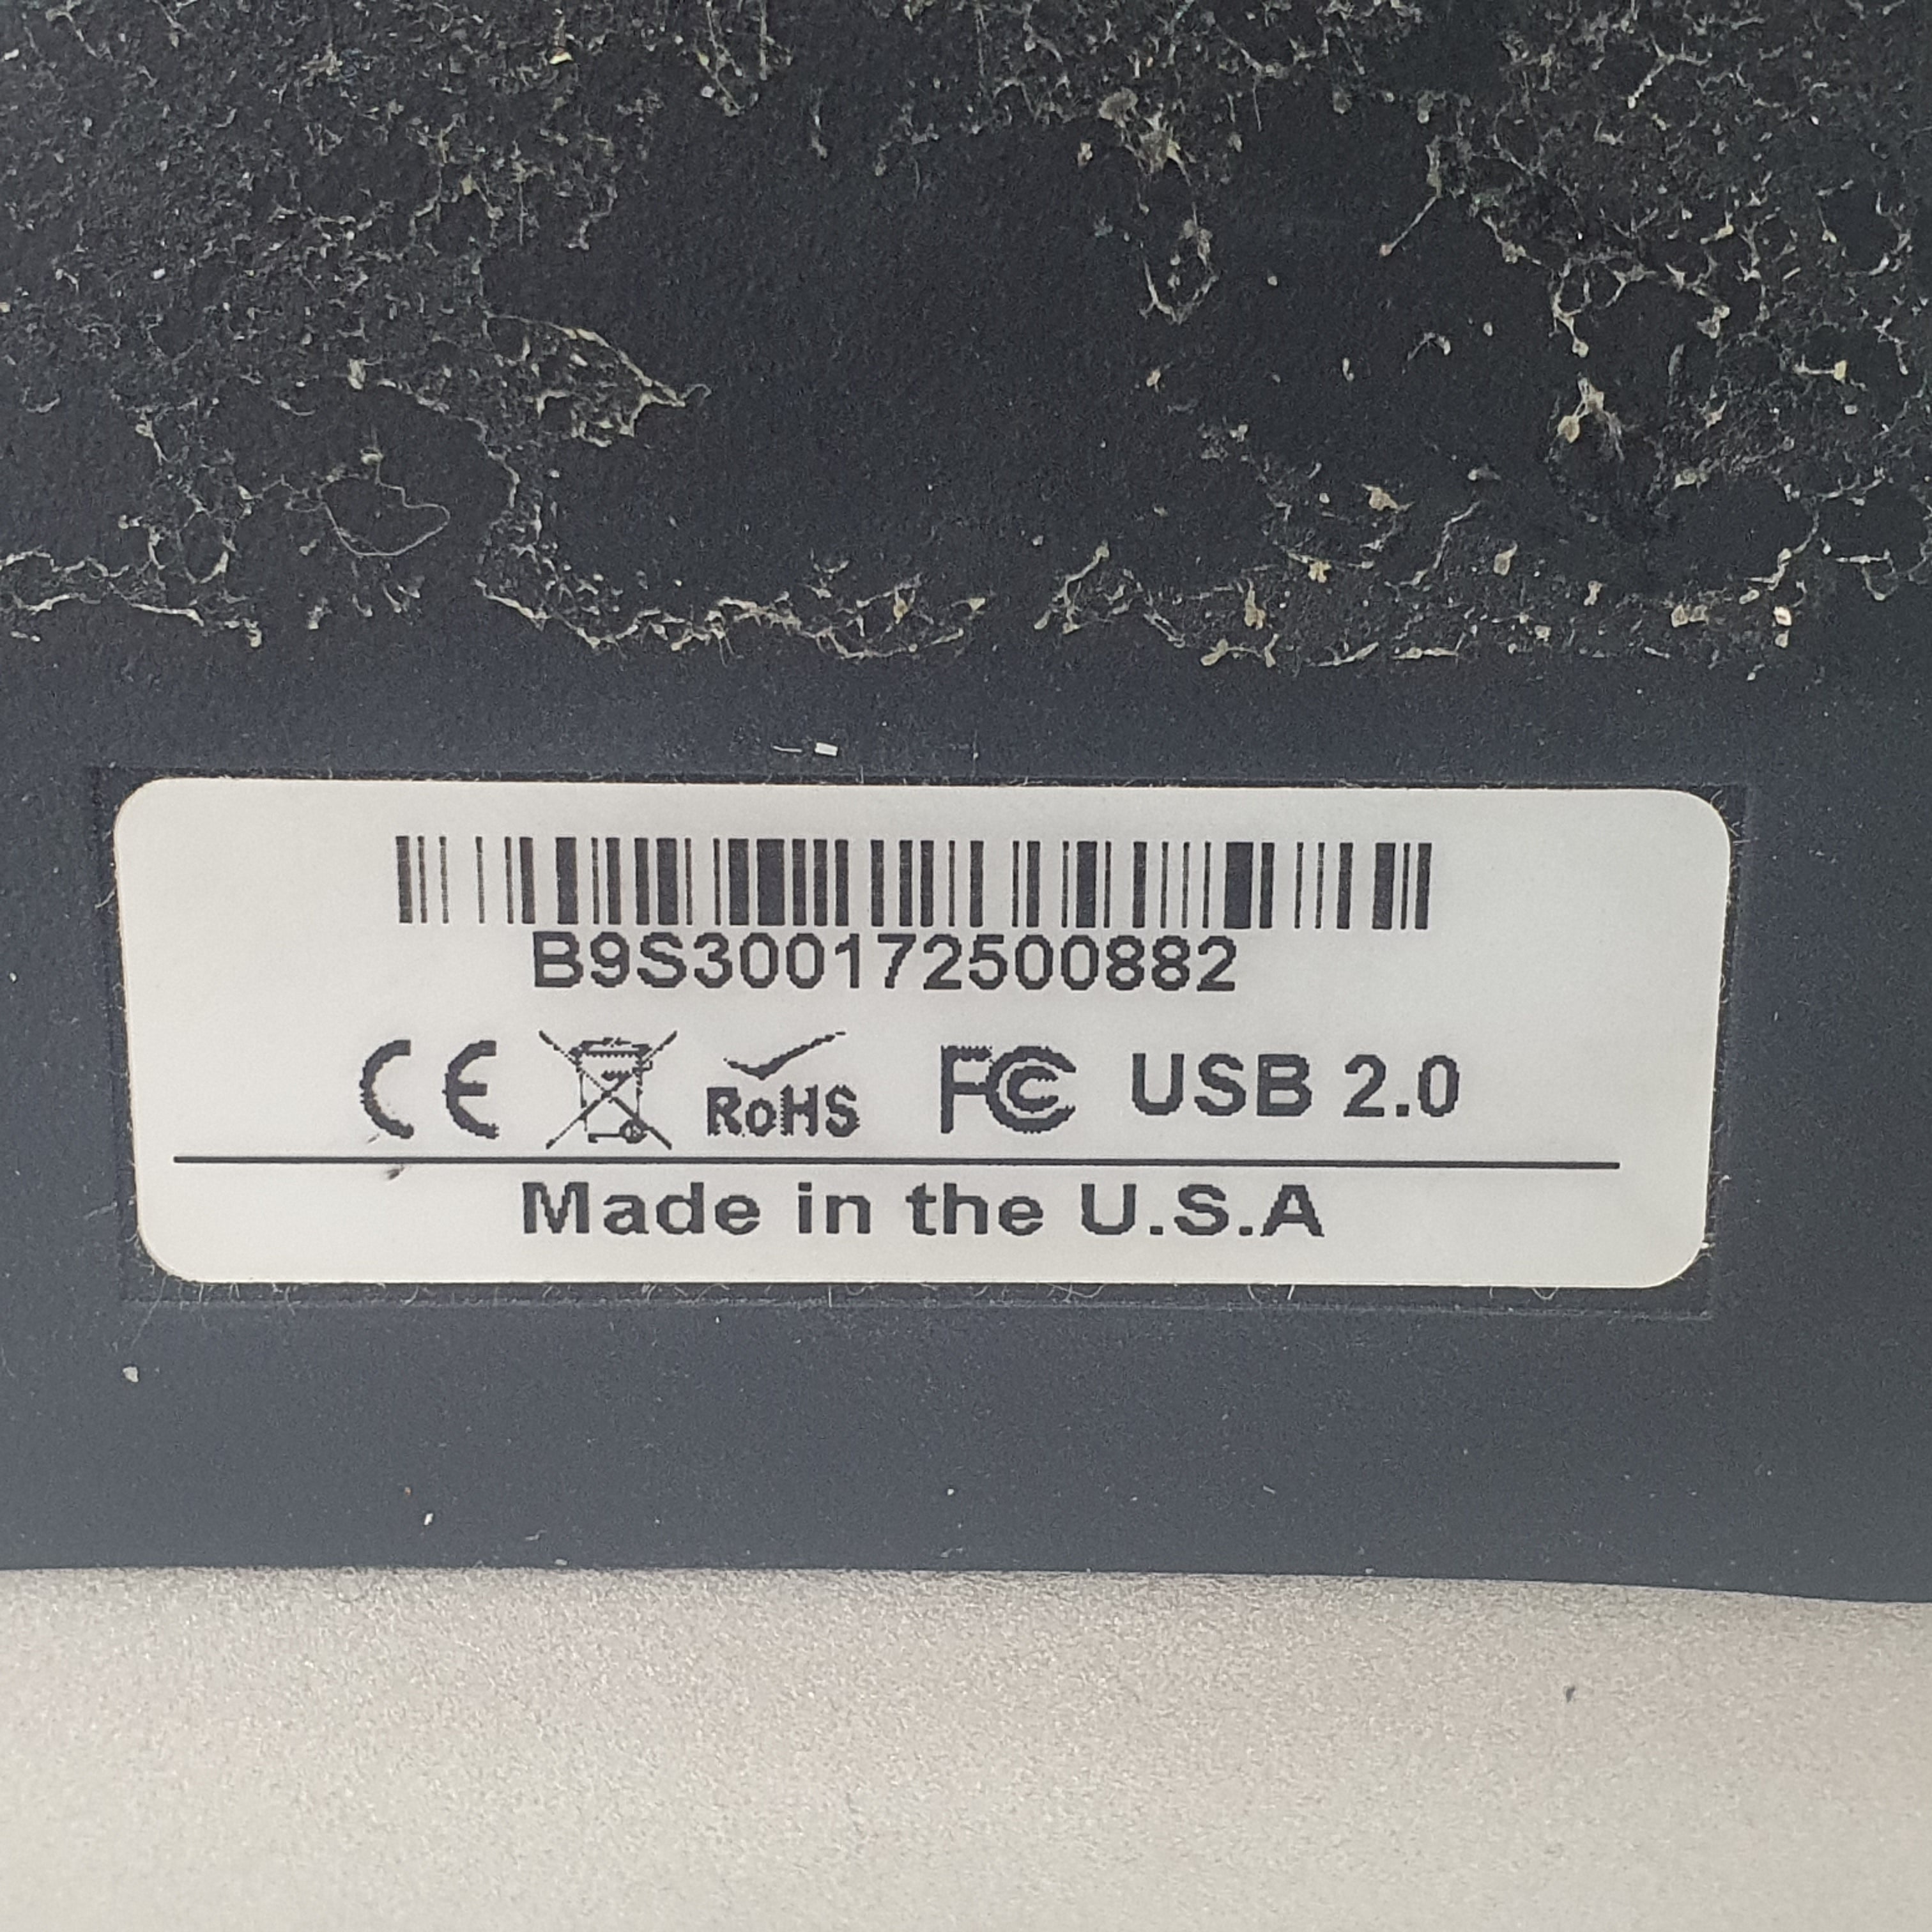 B9S300172500882
CE RoHS FC USB 2.0
Made in the U.S.A